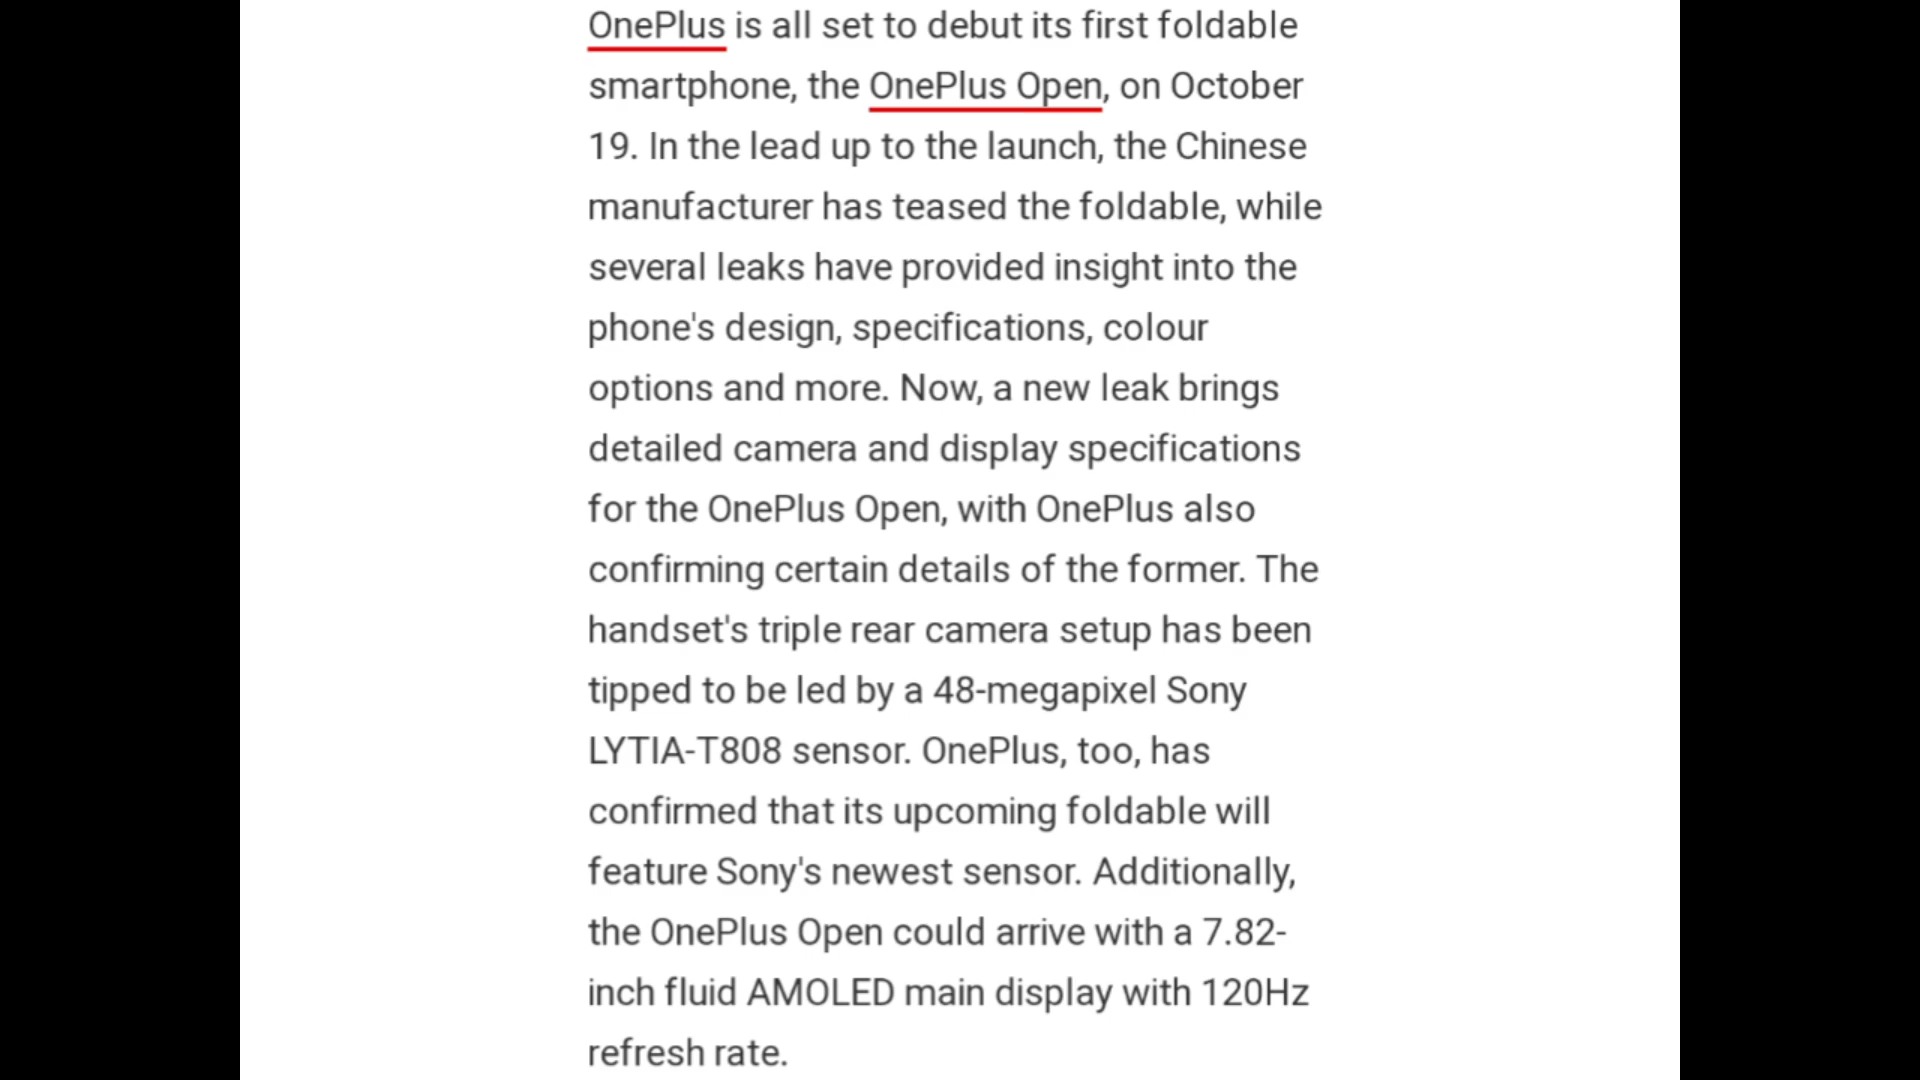 OnePlus is all set to debut its first foldable
smartphone, the OnePlus Open, on October
19. In the lead up to the launch, the Chinese
manufacturer has teased the foldable, while
several leaks have provided insight into the
phone's design, specifications, colour
options and more. Now, a new leak brings
detailed camera and display specifications
for the OnePlus Open, with OnePlus also
confirming certain details of the former. The
handset's triple rear camera setup has been
tipped to be led by a 48-megapixel Sony
LYTIA-T808 sensor. OnePlus, too, has
confirmed that its upcoming foldable will
feature Sony's newest sensor. Additionally,
the OnePlus Open could arrive with a 7.82-
inch fluid AMOLED main display with 120Hz
refresh rate.